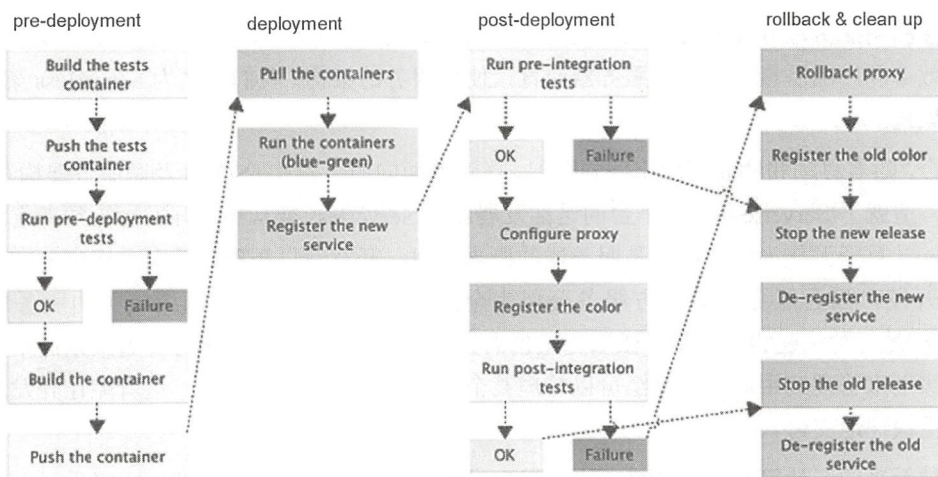 pre-deployment
Build the tests
container
Push the tests
container
Run pre-deployment
tests
OK
Failure
Build the container
Push the container
deployment
Pull the containers
Run the containers
(blue-green)
Register the new
service
post-deployment
Run pre-integration
tests
OK
Failure
Configure proxy
Register the color
Run post-integration
tests
OK
Failure
rollback & clean up
Rollback proxy
Register the old color
Stop the new release
De-register the new
service
Stop the old release
De-register the old
service